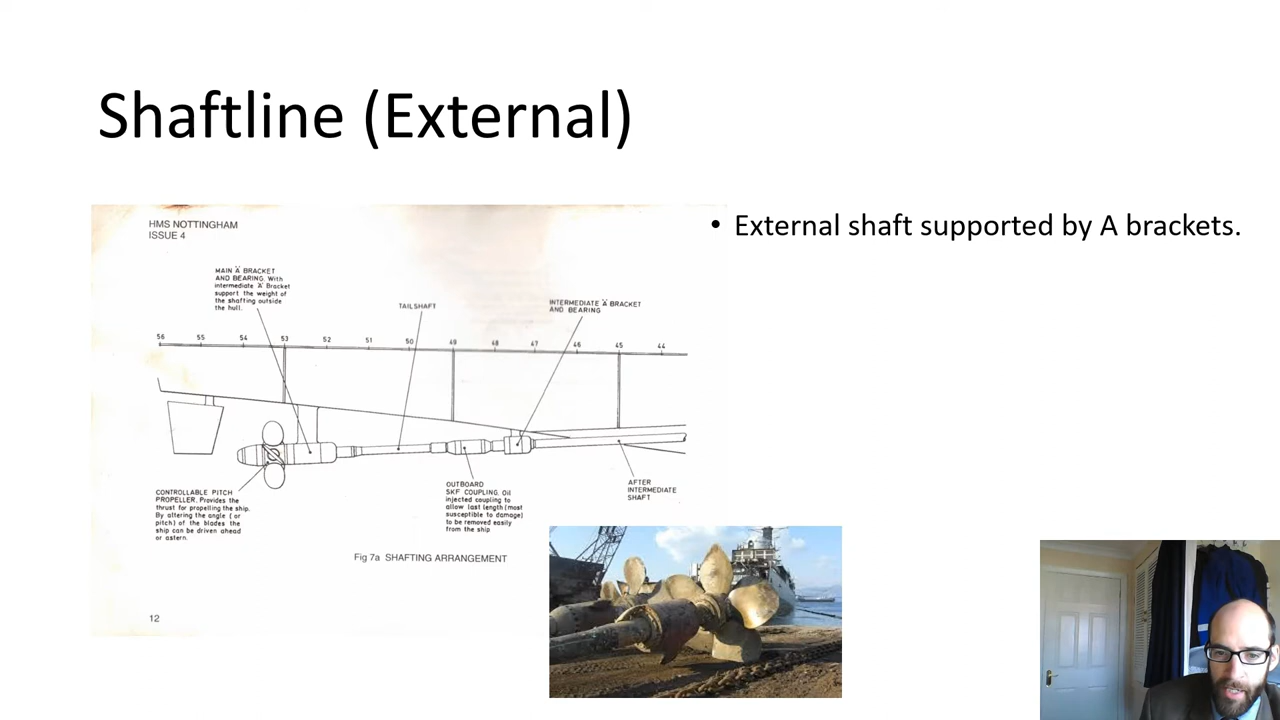 Shaftline (External)
HMS NOTTINGHAM
ISSUE 4
• External shaft supported by A brackets.
MAIN 'A' BRACKET
AND BEARING. With
intermediate 'A' Bracket
support the weight of
the shafting outside
the hull.
TAILSHAFT
INTERMEDIATE 'A' BRACKET
AND BEARING
56 55 54 53 52 51 50 49 48 47 46 45 44
CONTROLLABLE PITCH
PROPELLER. Provides the
thrust for propelling the ship.
By altering the angle (or
pitch) of the blades the
ship can be driven ahead
or astern.
OUTBOARD
SKF COUPLING. Oil
injected coupling to
allow last length (most
susceptible to damage)
to be removed easily
from the ship
AFTER
INTERMEDIATE
SHAFT
Fig 7a SHAFTING ARRANGEMENT
12